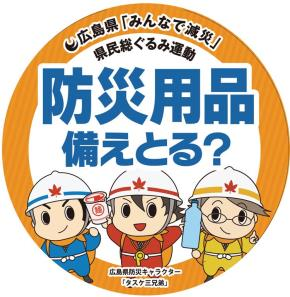 広島県「みんなで減災」
県民総ぐるみ運動
防災用品
備えとる?
広島県防災キャラクター
「タスケ三兄弟」